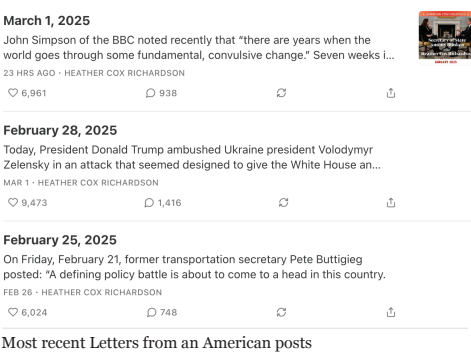 March 1, 2025
John Simpson of the BBC noted recently that “there are years when the
world goes through some fundamental, convulsive change.” Seven weeks i...
23 HRS AGO · HEATHER COX RICHARDSON
6,961 938
February 28, 2025
Today, President Donald Trump ambushed Ukraine president Volodymyr
Zelensky in an attack that seemed designed to give the White House an...
MAR 1 · HEATHER COX RICHARDSON
9,473 1,416
February 25, 2025
On Friday, February 21, former transportation secretary Pete Buttigieg
posted: “A defining policy battle is about to come to a head in this country.
FEB 26 · HEATHER COX RICHARDSON
6,024 748
Most recent Letters from an American posts